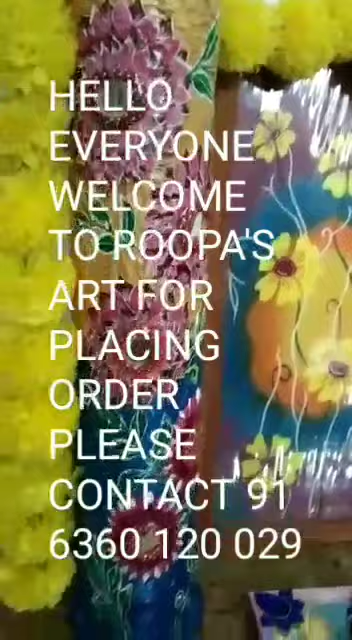 HELLO
EVERYONE
WELCOME
TO ROOPA'S
ART FOR
PLACING
ORDER
PLEASE
CONTACT 91
6360 120 029